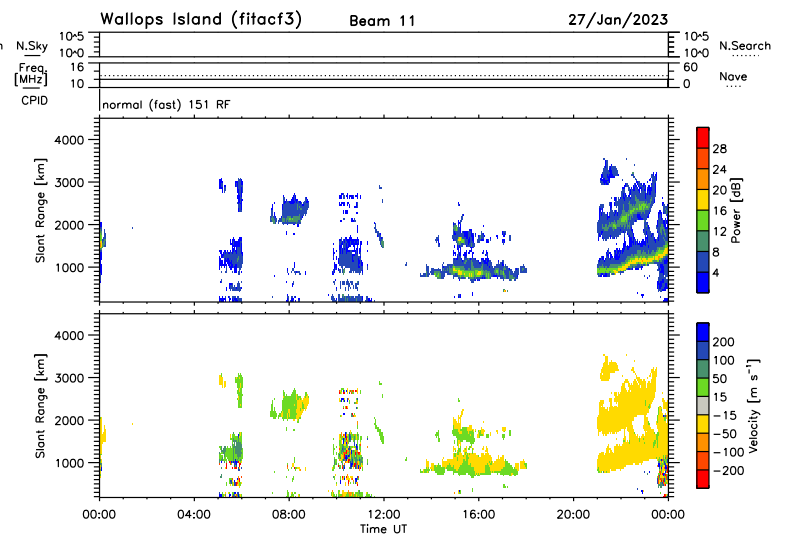 Wallops Island (fitacf3) Beam 11 27/Jan/2023
n N.Sky 10^5 10^5 N.Search
10^0 10^0
Freq. 16 60
[MHz] 10 0 Nave
CPID normal (fast) 151 RF
4000
3000
2000
1000
Slant Range [km]
28
24
20
16
12
8
4
Power [dB]
4000
3000
2000
1000
Slant Range [km]
200
100
50
15
-15
-50
-100
-200
Velocity [m s⁻¹]
00:00 04:00 08:00 12:00 16:00 20:00 00:00
Time UT